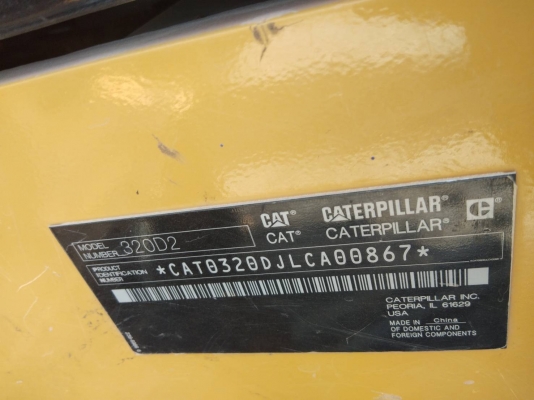 CAT® CATERPILLAR®
MODEL NUMBER 320D2
CAT® CATERPILLAR®
PRODUCT IDENTIFICATION NUMBER *CAT0320DJLCA00867*
CATERPILLAR INC.
PEORIA, IL 61629
USA
MADE IN China
OF DOMESTIC AND
FOREIGN COMPONENTS